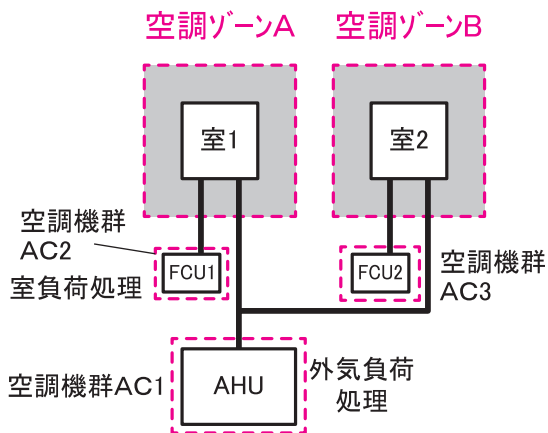 空調ゾーンA
空調ゾーンB
室1
室2
空調機群
AC2
室負荷処理
FCU1
FCU2
空調機群
AC3
空調機群AC1
AHU
外気負荷
処理